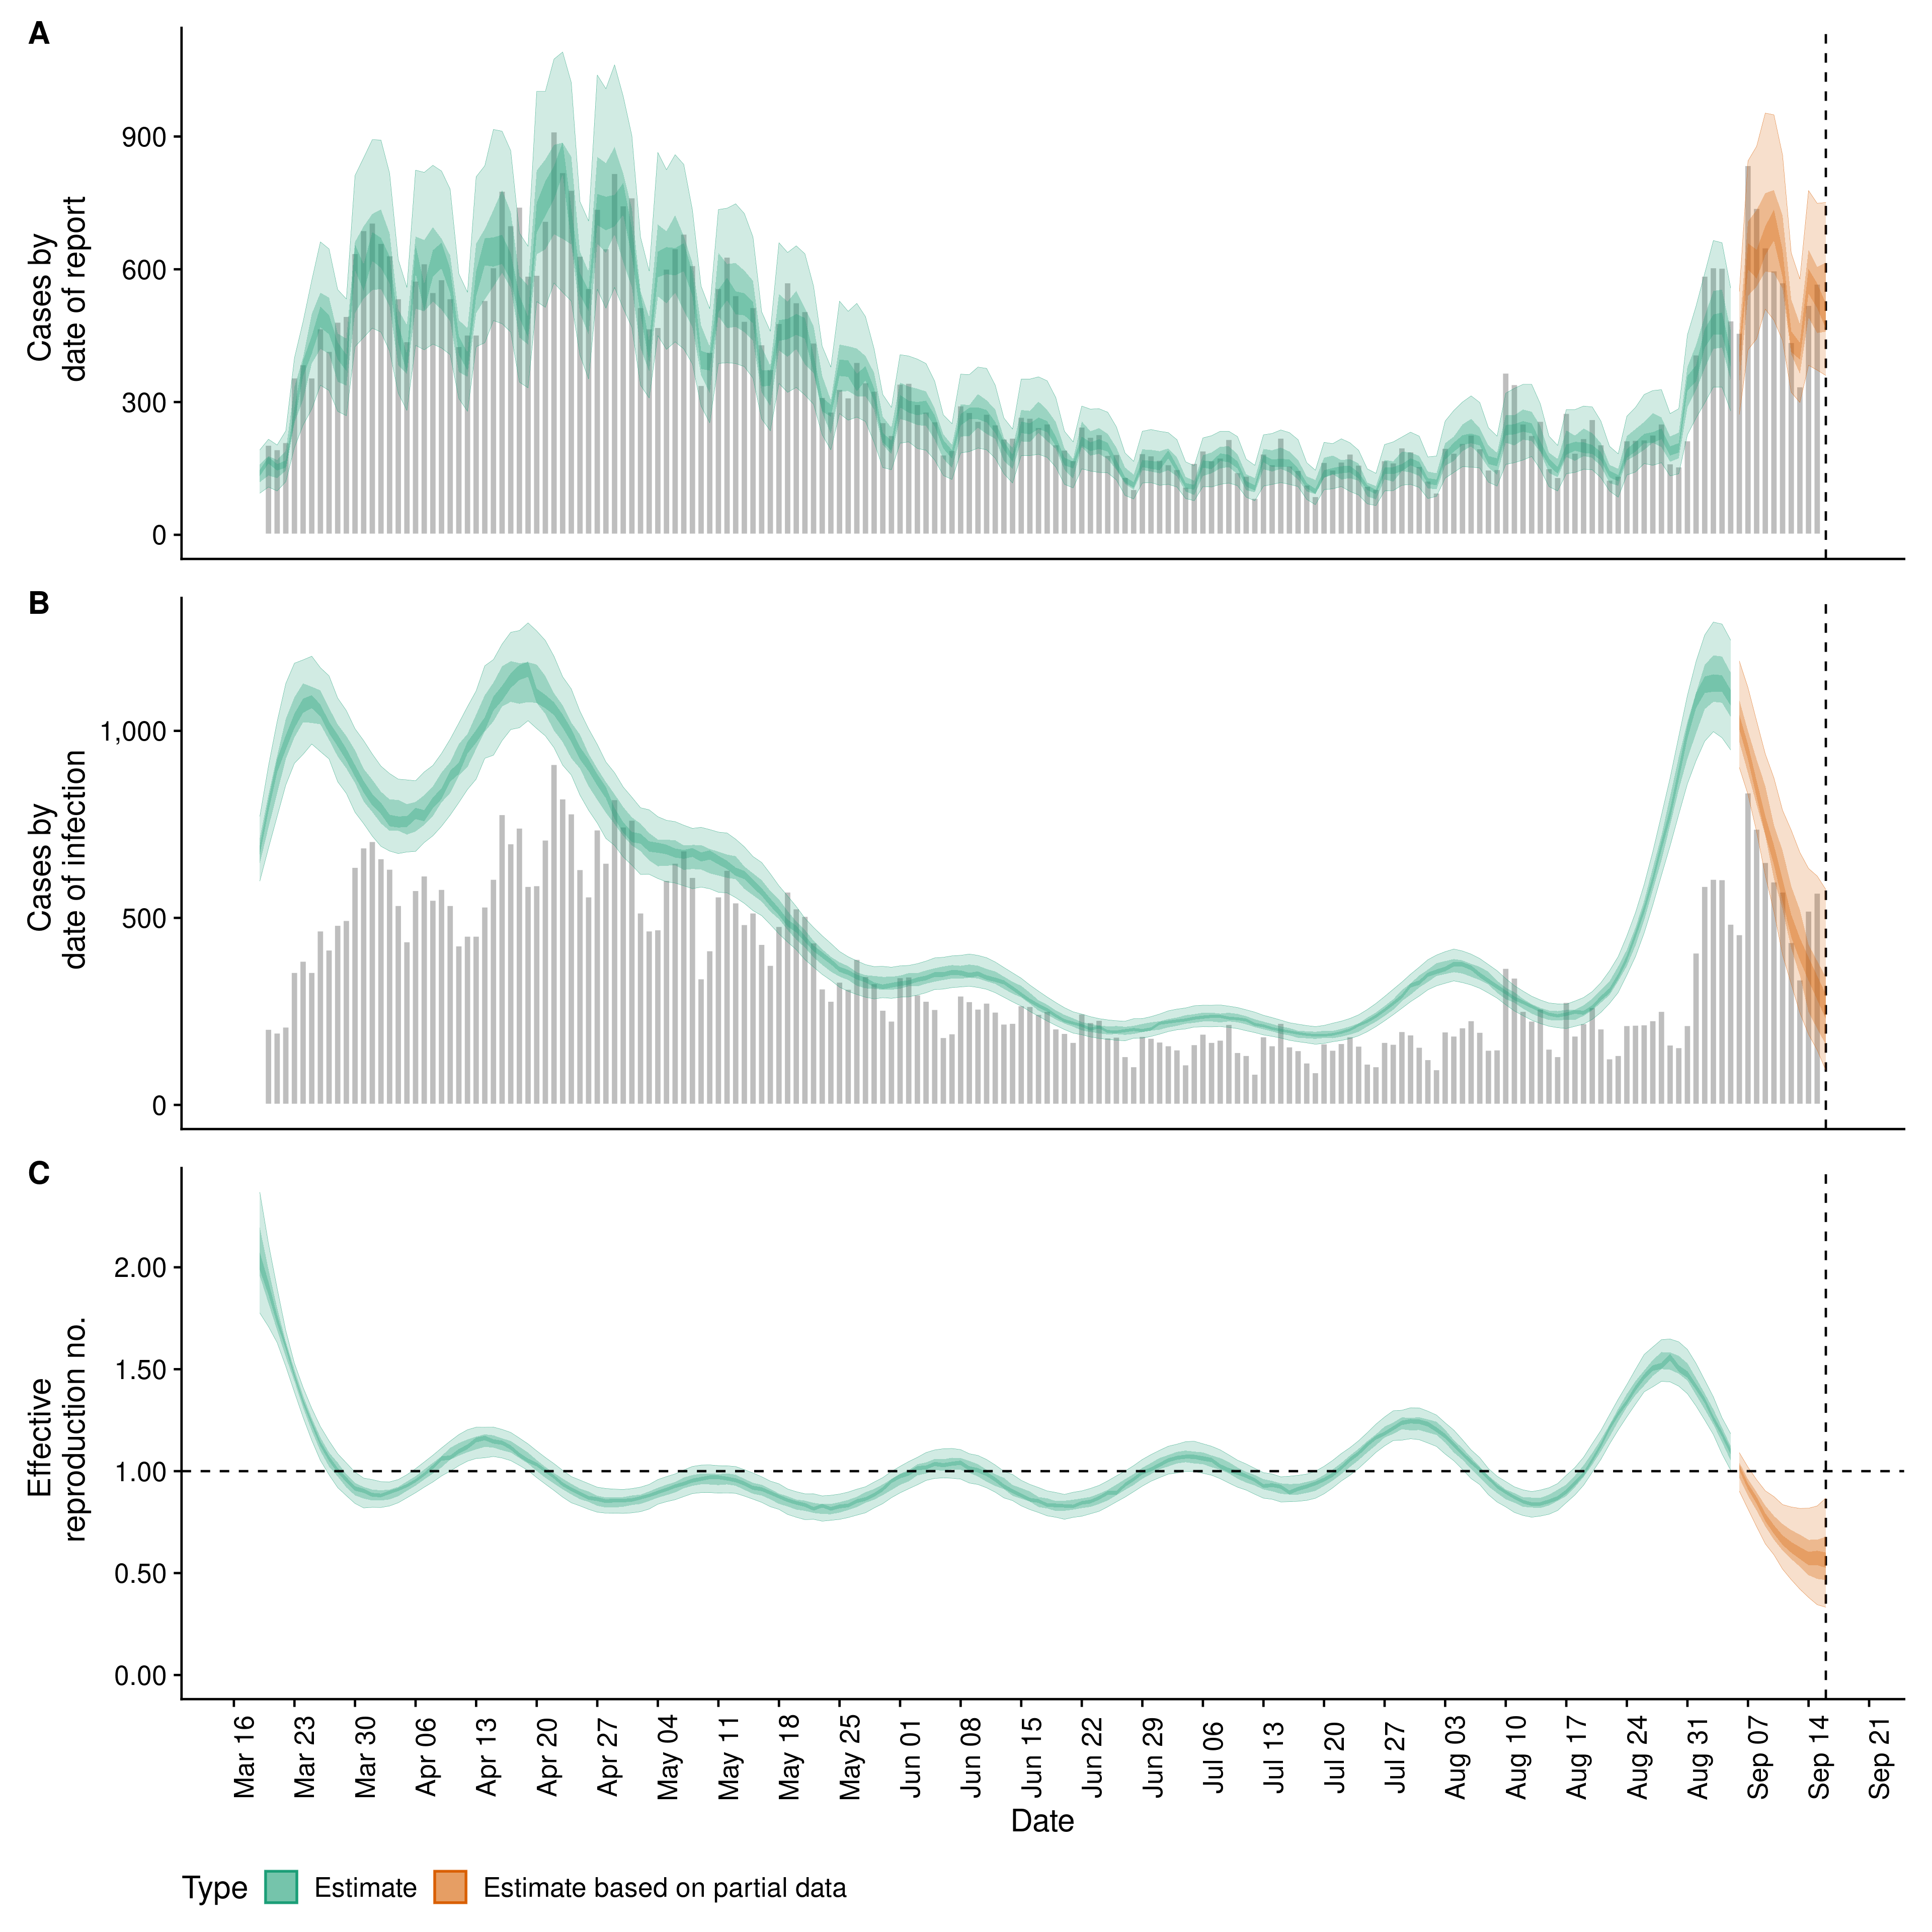 A
Cases by
date of report
900
600
300
0
B
Cases by
date of infection
1,000
500
0
C
Effective
reproduction no.
2.00
1.50
1.00
0.50
0.00
Mar 16
Mar 23
Mar 30
Apr 06
Apr 13
Apr 20
Apr 27
May 04
May 11
May 18
May 25
Jun 01
Jun 08
Jun 15
Jun 22
Jun 29
Jul 06
Jul 13
Jul 20
Jul 27
Aug 03
Aug 10
Aug 17
Aug 24
Aug 31
Sep 07
Sep 14
Sep 21
Date
Type Estimate Estimate based on partial data